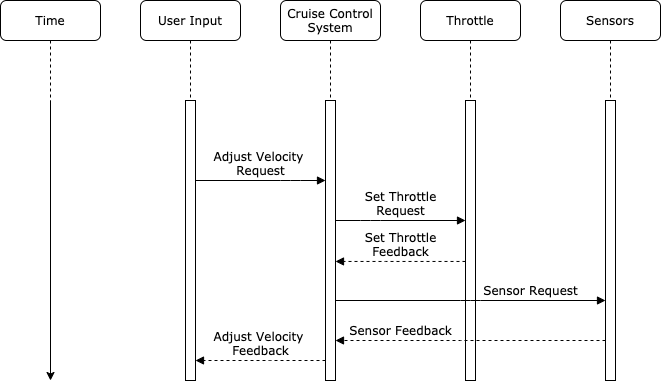 Time
User Input
Cruise Control
System
Throttle
Sensors
Adjust Velocity
Request
Set Throttle
Request
Set Throttle
Feedback
Sensor Request
Sensor Feedback
Adjust Velocity
Feedback